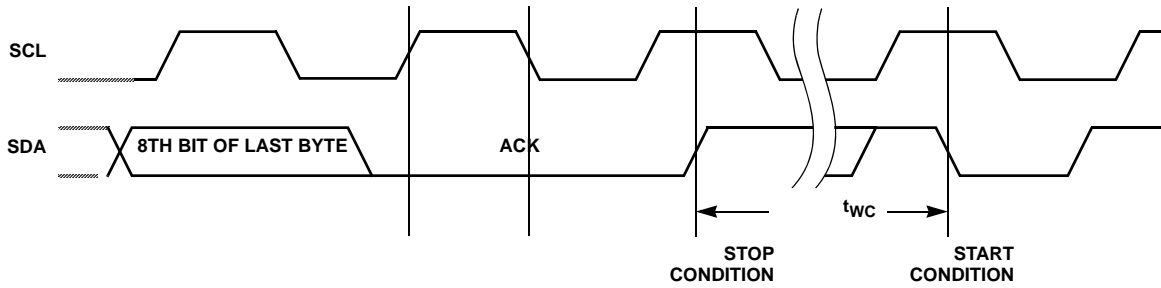 SCL
SDA
8TH BIT OF LAST BYTE
ACK
tWC
STOP
CONDITION
START
CONDITION